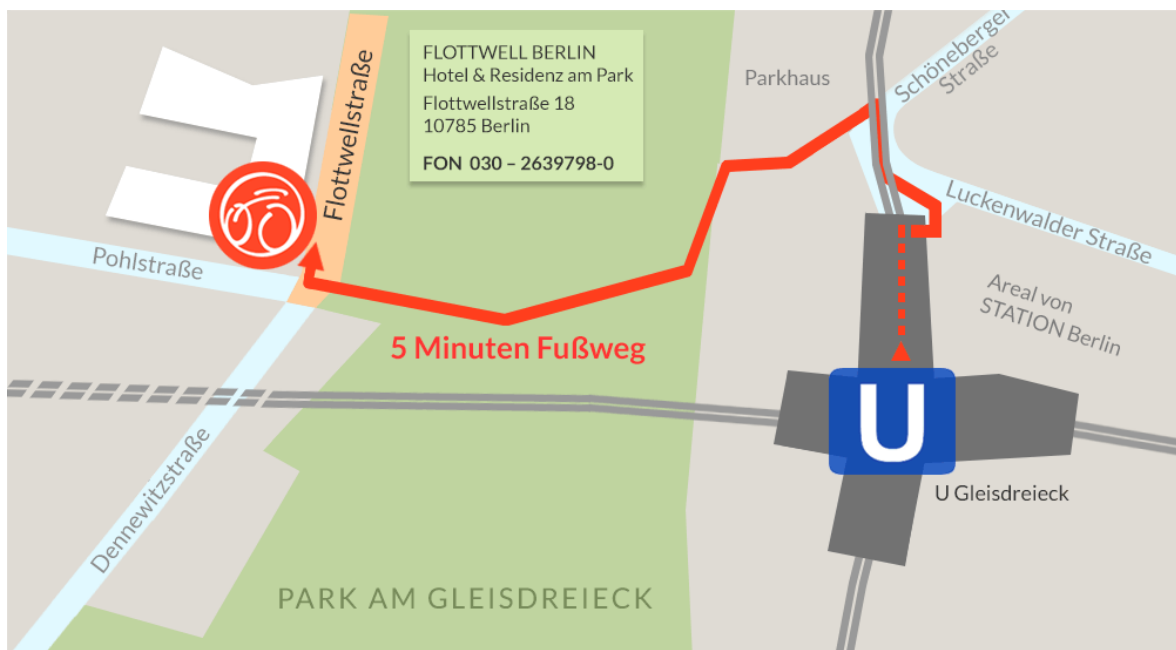 FLOTTWELL BERLIN
Hotel & Residenz am Park
Flottwellstraße 18
10785 Berlin
FON 030 – 2639798-0
Flottwellstraße
Parkhaus
Schöneberger
Straße
Pohlstraße
Luckenwalder Straße
Areal von
STATION Berlin
5 Minuten Fußweg
Dennewitzstraße
U
U Gleisdreieck
PARK AM GLEISDREIECK